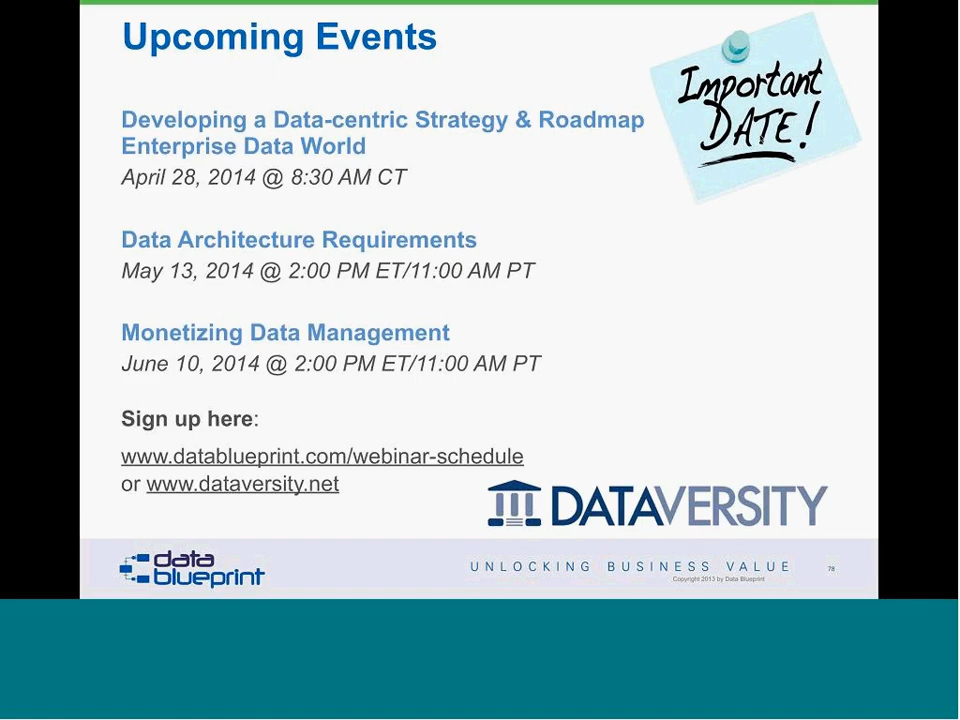 Upcoming Events
Important
DATE!
Developing a Data-centric Strategy & Roadmap
Enterprise Data World
April 28, 2014 @ 8:30 AM CT
Data Architecture Requirements
May 13, 2014 @ 2:00 PM ET/11:00 AM PT
Monetizing Data Management
June 10, 2014 @ 2:00 PM ET/11:00 AM PT
Sign up here:
www.datablueprint.com/webinar-schedule
or www.dataversity.net
DATAVERSITY
data
blueprint
UNLOCKING BUSINESS VALUE
Copyright 2013 by Data Blueprint
78